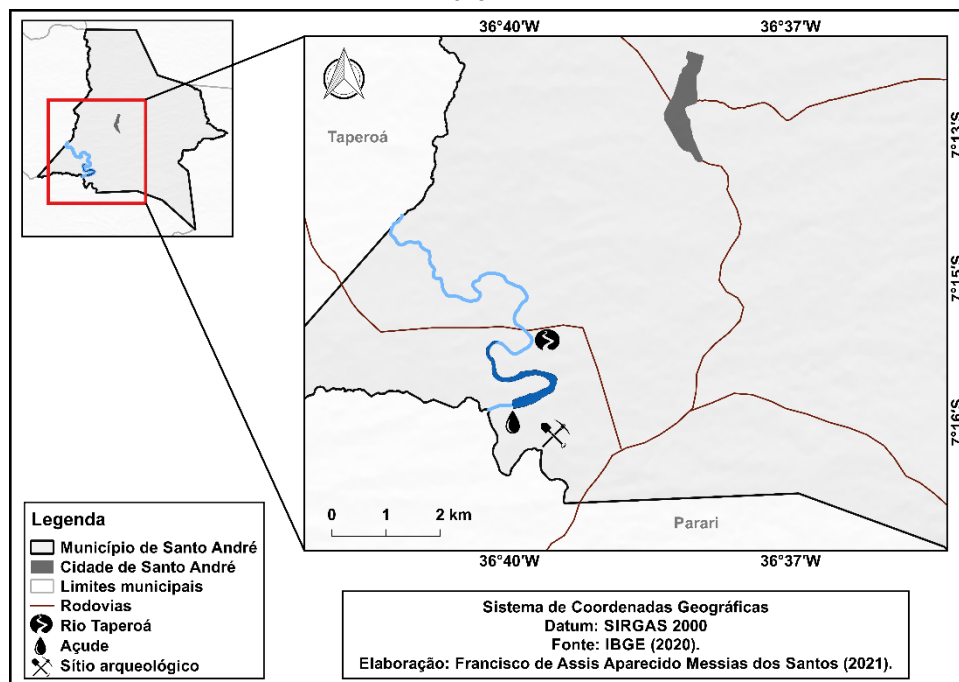 36°40'W
36°37'W
Taperoá
7°13'S
7°15'S
7°16'S
0 1 2 km
Parari
36°40'W
36°37'W
Legenda
Município de Santo André
Cidade de Santo André
Limites municipais
Rodovias
Rio Taperoá
Açude
Sítio arqueológico
Sistema de Coordenadas Geográficas
Datum: SIRGAS 2000
Fonte: IBGE (2020).
Elaboração: Francisco de Assis Aparecido Messias dos Santos (2021).